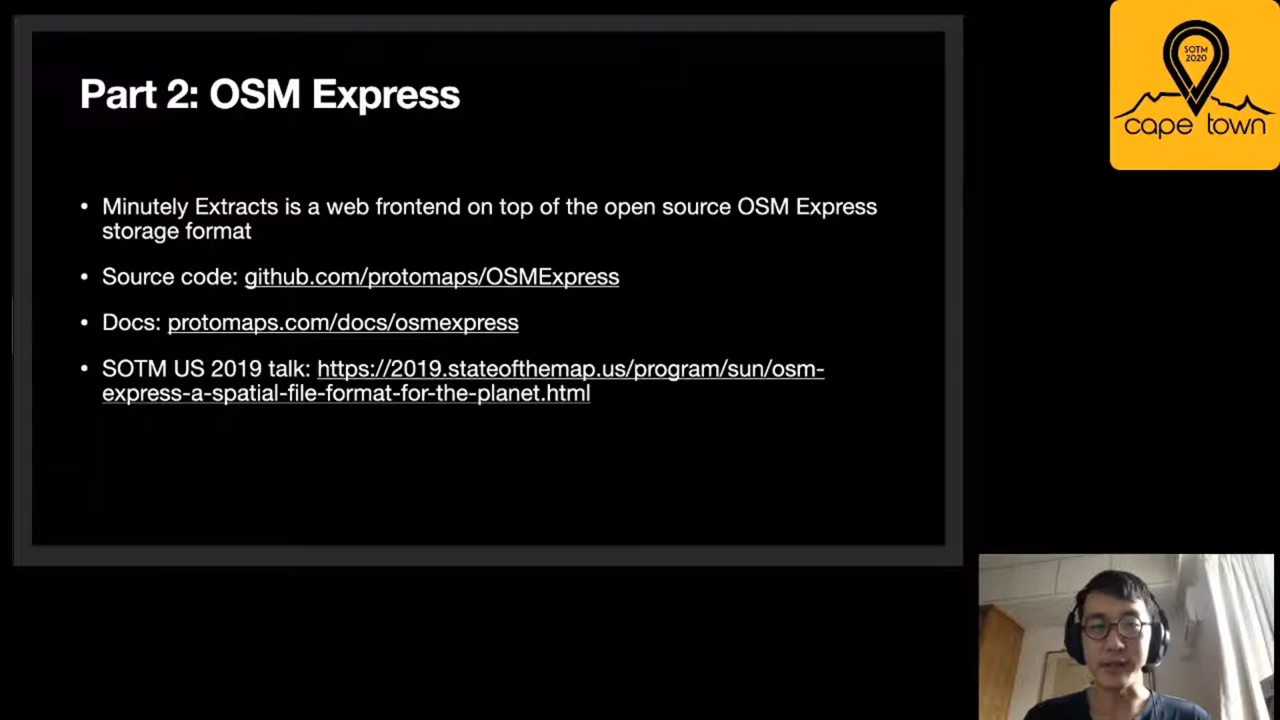 Part 2: OSM Express
• Minutely Extracts is a web frontend on top of the open source OSM Express
storage format
• Source code: github.com/protomaps/OSMExpress
• Docs: protomaps.com/docs/osmexpress
• SOTM US 2019 talk: https://2019.stateofthemap.us/program/sun/osm-
express-a-spatial-file-format-for-the-planet.html
SOTM
2020
cape town